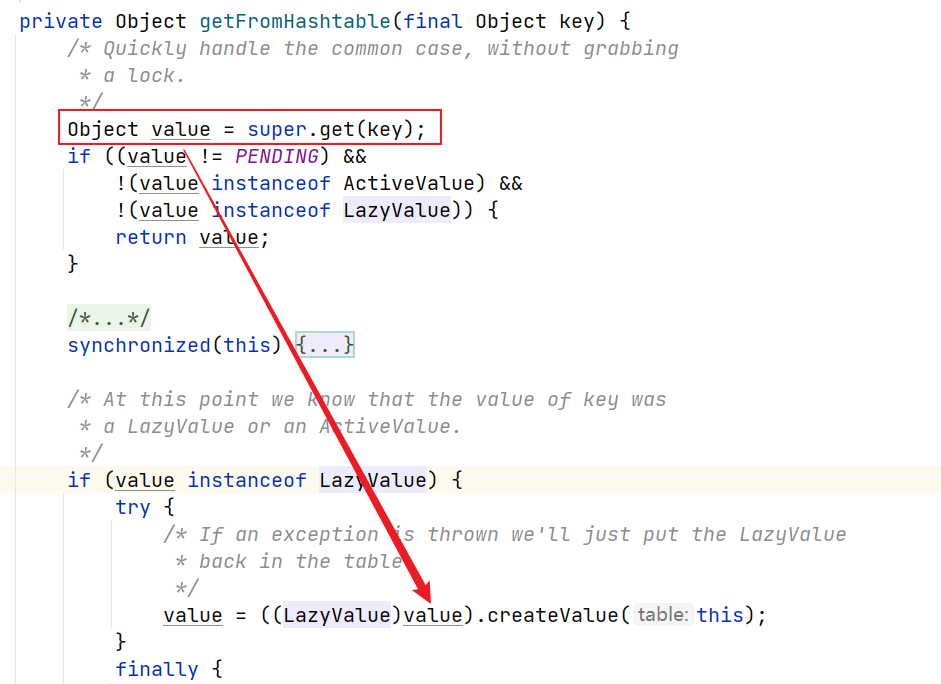 private Object getFromHashtable(final Object key) {
/* Quickly handle the common case, without grabbing
* a lock.
*/
Object value = super.get(key);
if ((value != PENDING) &&
!(value instanceof ActiveValue) &&
!(value instanceof LazyValue)) {
return value;
}
/*...*/
synchronized(this) {...}
/* At this point we know that the value of key was
* a LazyValue or an ActiveValue.
*/
if (value instanceof LazyValue) {
try {
/* If an exception is thrown we'll just put the LazyValue
* back in the table
*/
value = ((LazyValue)value).createValue( table: this);
}
finally {